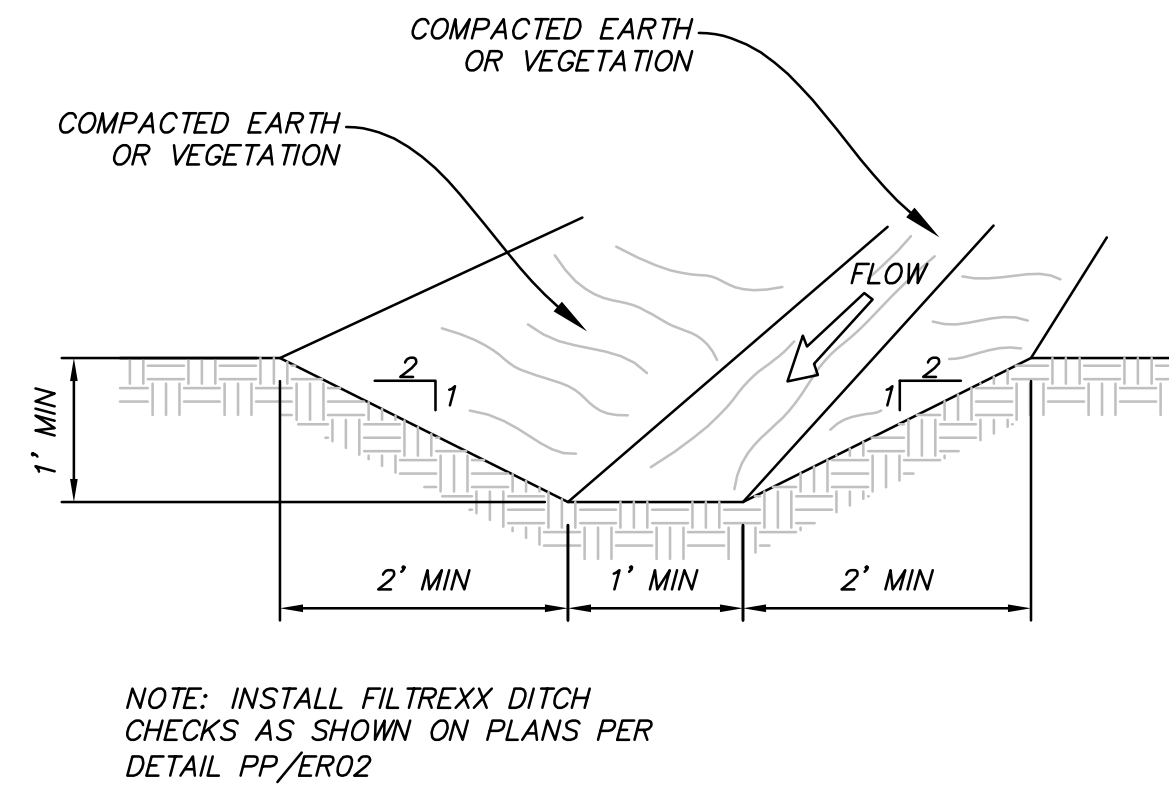 COMPACTED EARTH
OR VEGETATION
COMPACTED EARTH
OR VEGETATION
FLOW
2
1
2
1
1' MIN
2' MIN
1' MIN
2' MIN
NOTE: INSTALL FILTREXX DITCH
CHECKS AS SHOWN ON PLANS PER
DETAIL PP/ER02